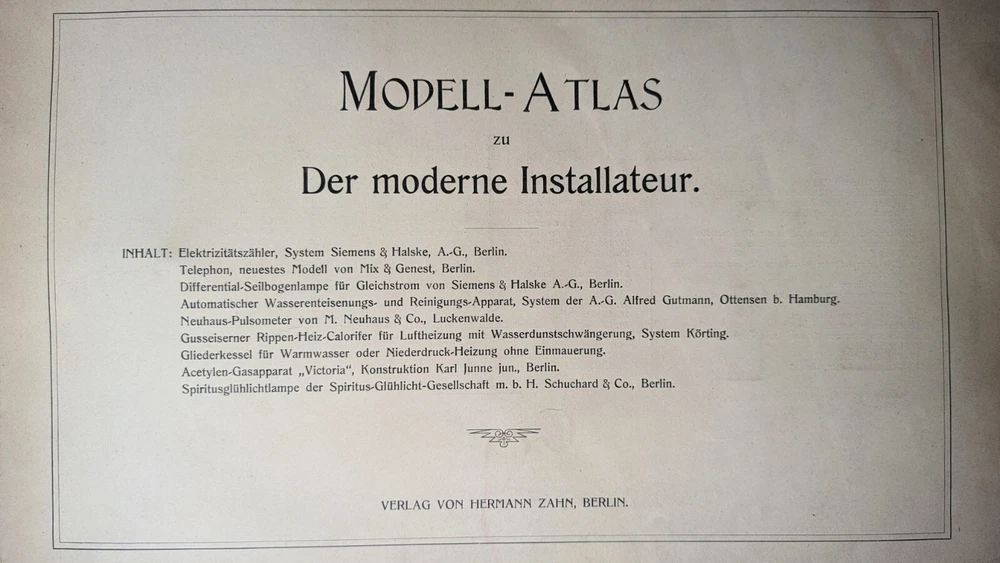 MODELL-ATLAS
zu
Der moderne Installateur.
INHALT: Elektrizitätszähler, System Siemens & Halske, A.-G., Berlin.
Telephon, neuestes Modell von Mix & Genest, Berlin.
Differential-Seilbogenlampe für Gleichstrom von Siemens & Halske A.-G., Berlin.
Automatischer Wasserenteisenungs- und Reinigungs-Apparat, System der A.-G. Alfred Gutmann, Ottensen b. Hamburg.
Neuhaus-Pulsometer von M. Neuhaus & Co., Luckenwalde.
Gusseiserner Rippen-Heiz-Calorifer für Luftheizung mit Wasserdunstschwängerung, System Körting.
Gliederkessel für Warmwasser oder Niederdruck-Heizung ohne Einmauerung.
Acetylen-Gasapparat „Victoria“, Konstruktion Karl Junne jun., Berlin.
Spiritusglühlichtlampe der Spiritus-Glühlicht-Gesellschaft m. b. H. Schuchard & Co., Berlin.
VERLAG VON HERMANN ZAHN, BERLIN.